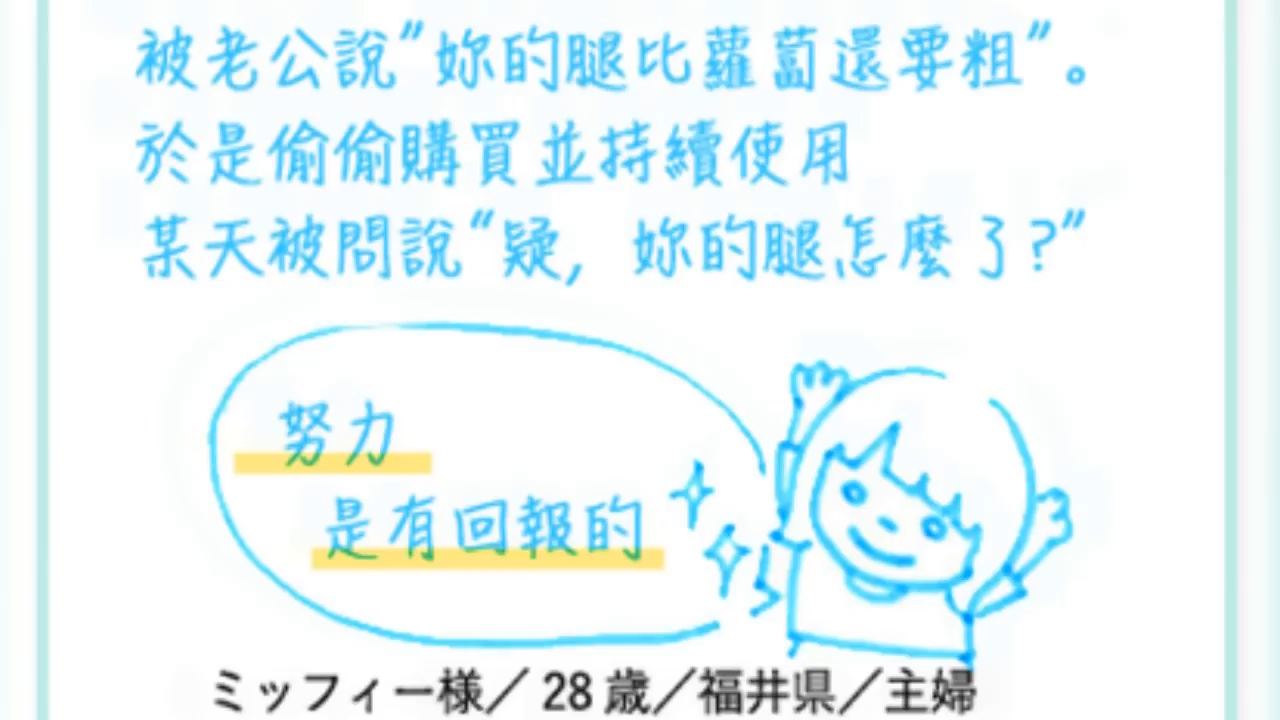 被老公說”妳的腿比蘿蔔還要粗”。
於是偷偷購買並持續使用
某天被問說“疑，妳的腿怎麼了?”
努力
是有回報的
ミッフィー様／28歳／福井県／主婦